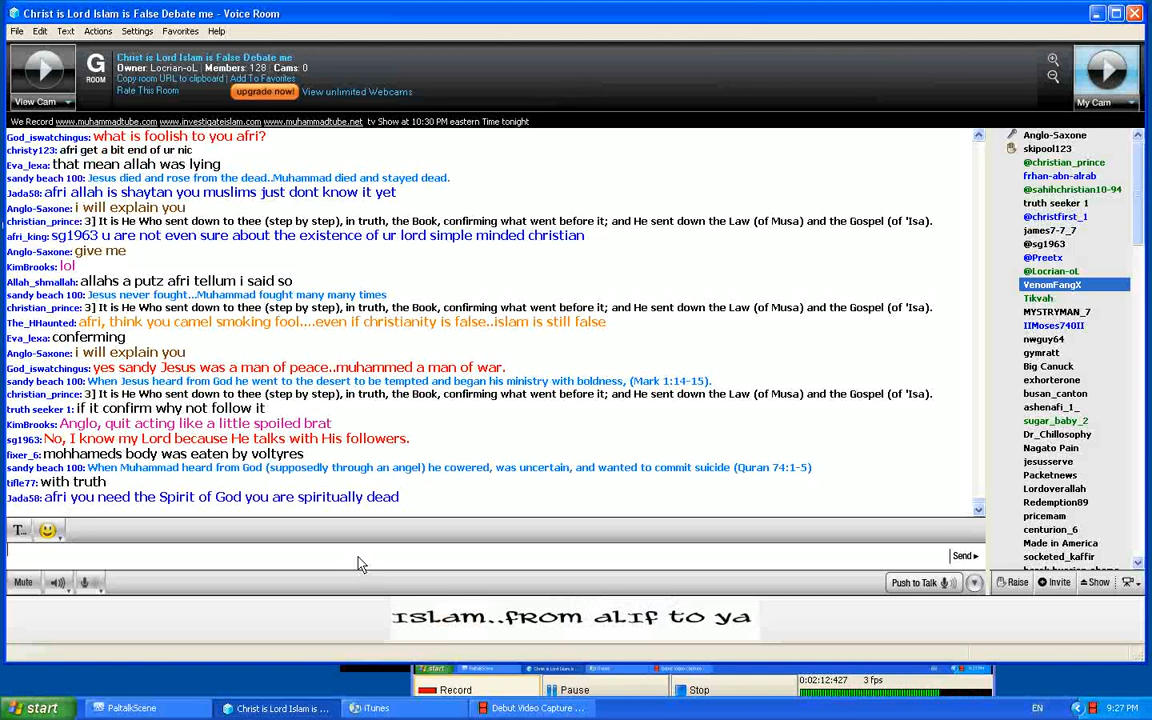 Christ is Lord Islam is False Debate me - Voice Room
File Edit Text Actions Settings Favorites Help
Christ is Lord Islam is False Debate me
Owner: Locrian-oL | Members: 128 | Cams: 0
Copy room URL to clipboard | Add To Favorites
Rate This Room
upgrade now! View unlimited Webcams
G
ROOM
View Cam
My Cam
We Record www.muhammadtube.com www.investigateislam.com www.muhammadtube.net tv Show at 10:30 PM eastern Time tonight
God_iswatchingus: what is foolish to you afri?
christy123: afri get a bit end of ur nic
Eva_lexa: that mean allah was lying
sandy beach 100: Jesus died and rose from the dead..Muhammad died and stayed dead.
Jada58: afri allah is shaytan you muslims just dont know it yet
Anglo-Saxone: i will explain you
christian_prince: 3] It is He Who sent down to thee (step by step), in truth, the Book, confirming what went before it; and He sent down the Law (of Musa) and the Gospel (of 'Isa).
afri_king: sg1963 u are not even sure about the existence of ur lord simple minded christian
Anglo-Saxone: give me
KimBrooks: lol
Allah_shmallah: allahs a putz afri tellum i said so
sandy beach 100: Jesus never fought...Muhammad fought many many times
christian_prince: 3] It is He Who sent down to thee (step by step), in truth, the Book, confirming what went before it; and He sent down the Law (of Musa) and the Gospel (of 'Isa).
The_HHaunted: afri, think you camel smoking fool....even if christianity is false..islam is still false
Eva_lexa: conferming
Anglo-Saxone: i will explain you
God_iswatchingus: yes sandy Jesus was a man of peace..muhammed a man of war.
sandy beach 100: When Jesus heard from God he went to the desert to be tempted and began his ministry with boldness, (Mark 1:14-15).
christian_prince: 3] It is He Who sent down to thee (step by step), in truth, the Book, confirming what went before it; and He sent down the Law (of Musa) and the Gospel (of 'Isa).
truth seeker 1: if it confirm why not follow it
KimBrooks: Anglo, quit acting like a little spoiled brat
sg1963: No, I know my Lord because He talks with His followers.
fixer_6: mohhameds body was eaten by voltyres
sandy beach 100: When Muhammad heard from God (supposedly through an angel) he cowered, was uncertain, and wanted to commit suicide (Quran 74:1-5)
tifle77: with truth
Jada58: afri you need the Spirit of God you are spiritually dead
Anglo-Saxone
skipool123
@christian_prince
frhan-abn-alrab
@sahihchristian10-94
truth seeker 1
@christfirst_1
james7-7_7
@sg1963
@Preetx
@Locrian-oL
VenomFangX
Tikvah
MYSTRYMAN_7
IIMoses740II
nwguy64
gymratt
Big Canuck
exhorterone
busan_canton
ashenafi_1_
sugar_baby_2
Dr_Chillosophy
Nagato Pain
jesusserve
Packetnews
Lordoverallah
Redemption89
pricemam
centurion_6
Made in America
socketed_kaffir
T...
Send
Mute
Push to Talk
Raise Invite Show
Islam..from alif to ya
Record Pause Stop
0:02:12:427 3 fps
start PaltalkScene Christ is Lord Islam is ... iTunes Debut Video Capture ... EN 9:27 PM